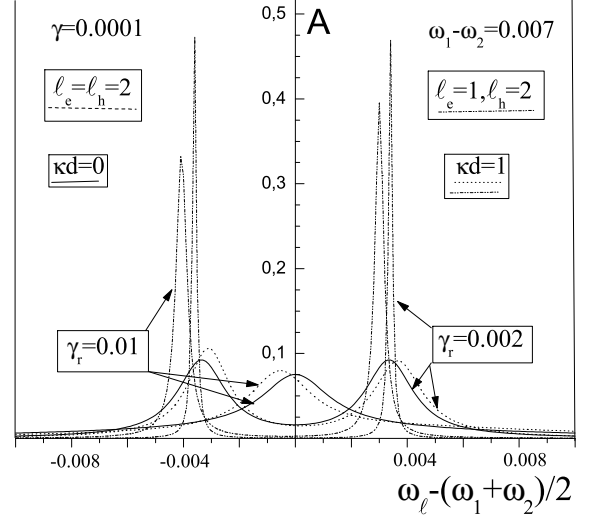 0,5
A
γ=0.0001
ω₁-ω₂=0.007
ℓₑ=ℓₕ=2
0,4
ℓₑ=1,ℓₕ=2
κd=0
0,3
κd=1
0,2
γᵣ=0.01
0,1
γᵣ=0.002
-0.008 -0.004 0.004 0.008
ω_ℓ-(ω₁+ω₂)/2